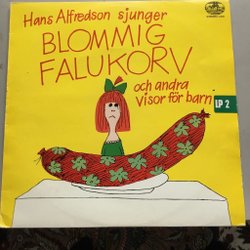 Hans Alfredson sjunger
BLOMMIG
FALUKORV
och andra
visor för barn
LP 2